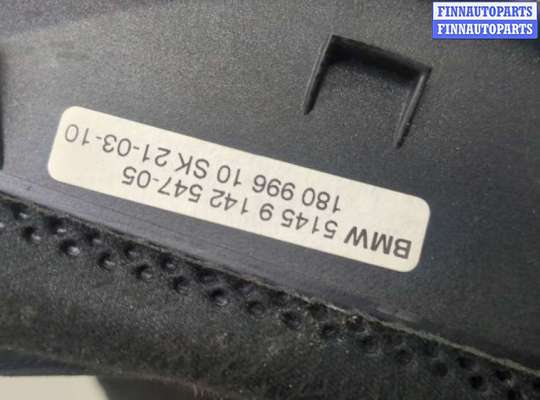 FINNAUTOPARTS
FINNAUTOPARTS
BMW 5145 9 142 547-05
180 996 10 SK 21-03-10